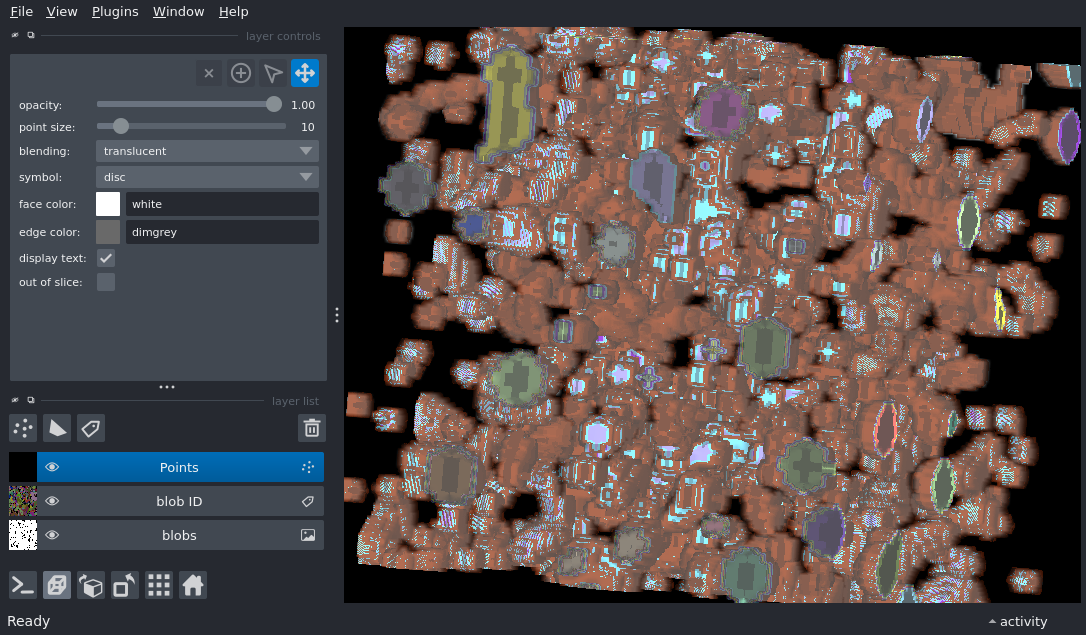 File View Plugins Window Help
layer controls
opacity: 1.00
point size: 10
blending: translucent
symbol: disc
face color: white
edge color: dimgrey
display text:
out of slice:
layer list
Points
blob ID
blobs
Ready
activity